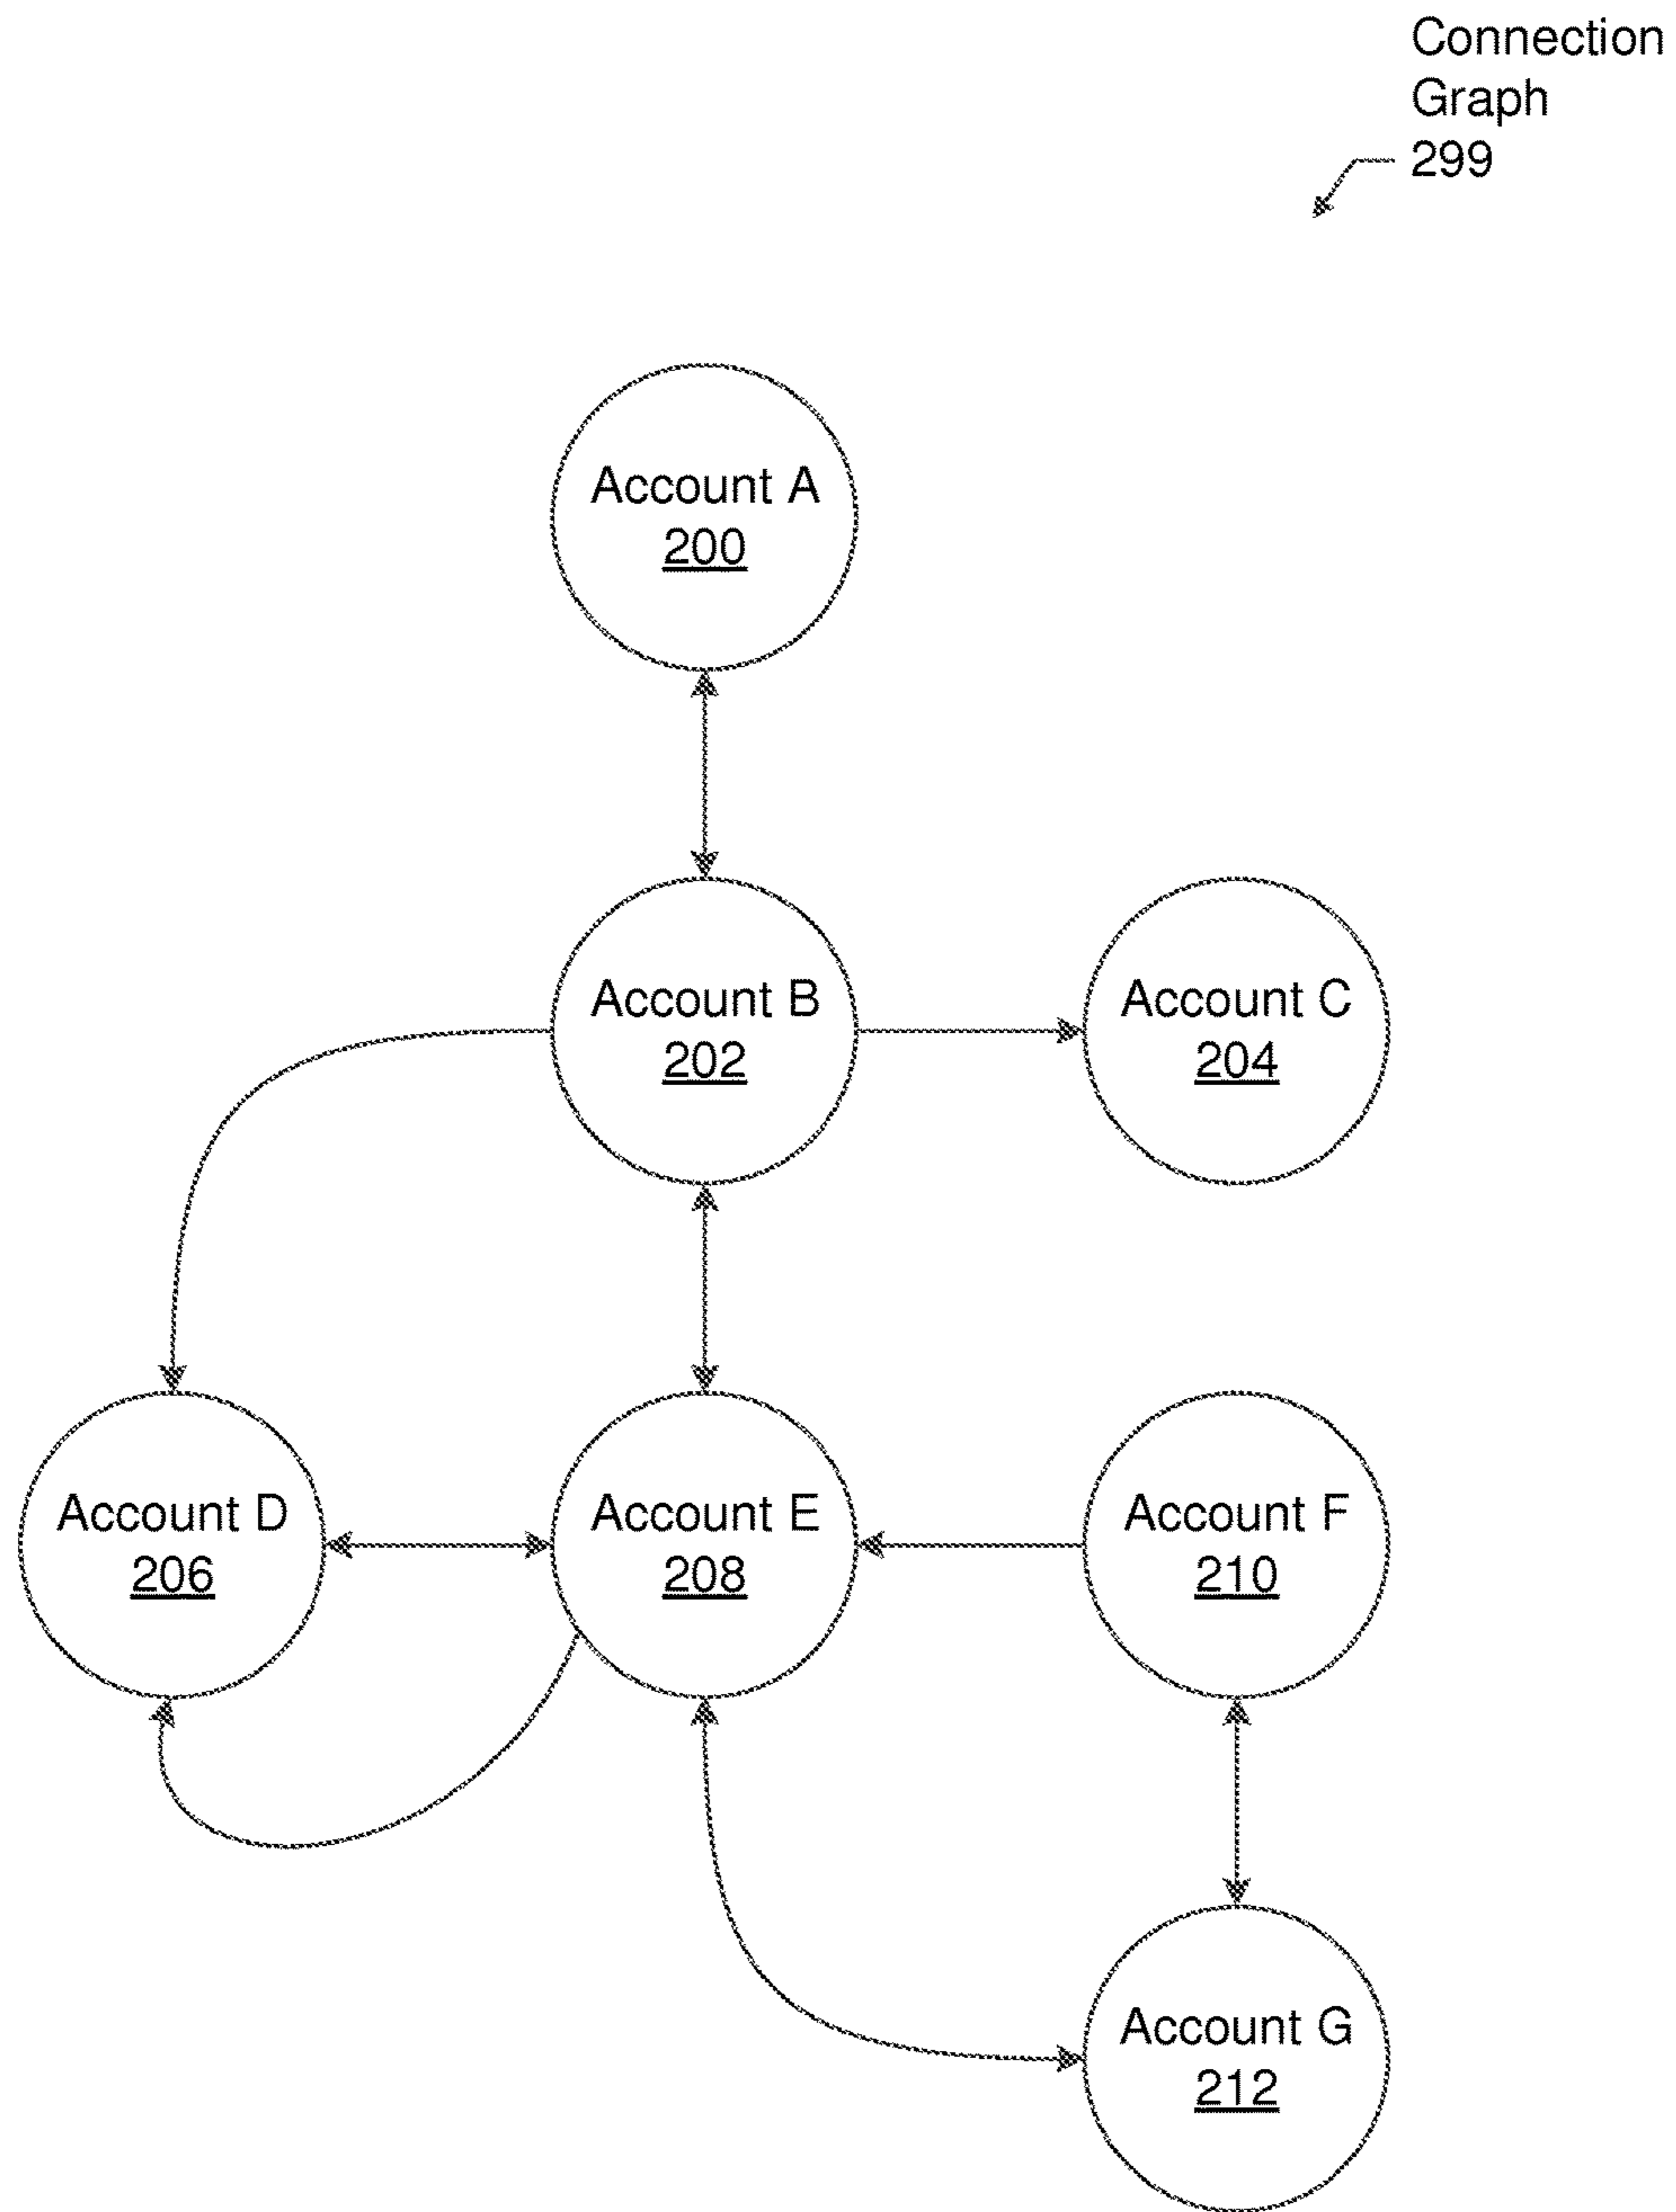 Connection
Graph
299
Account A
200
Account B
202
Account C
204
Account D
206
Account E
208
Account F
210
Account G
212